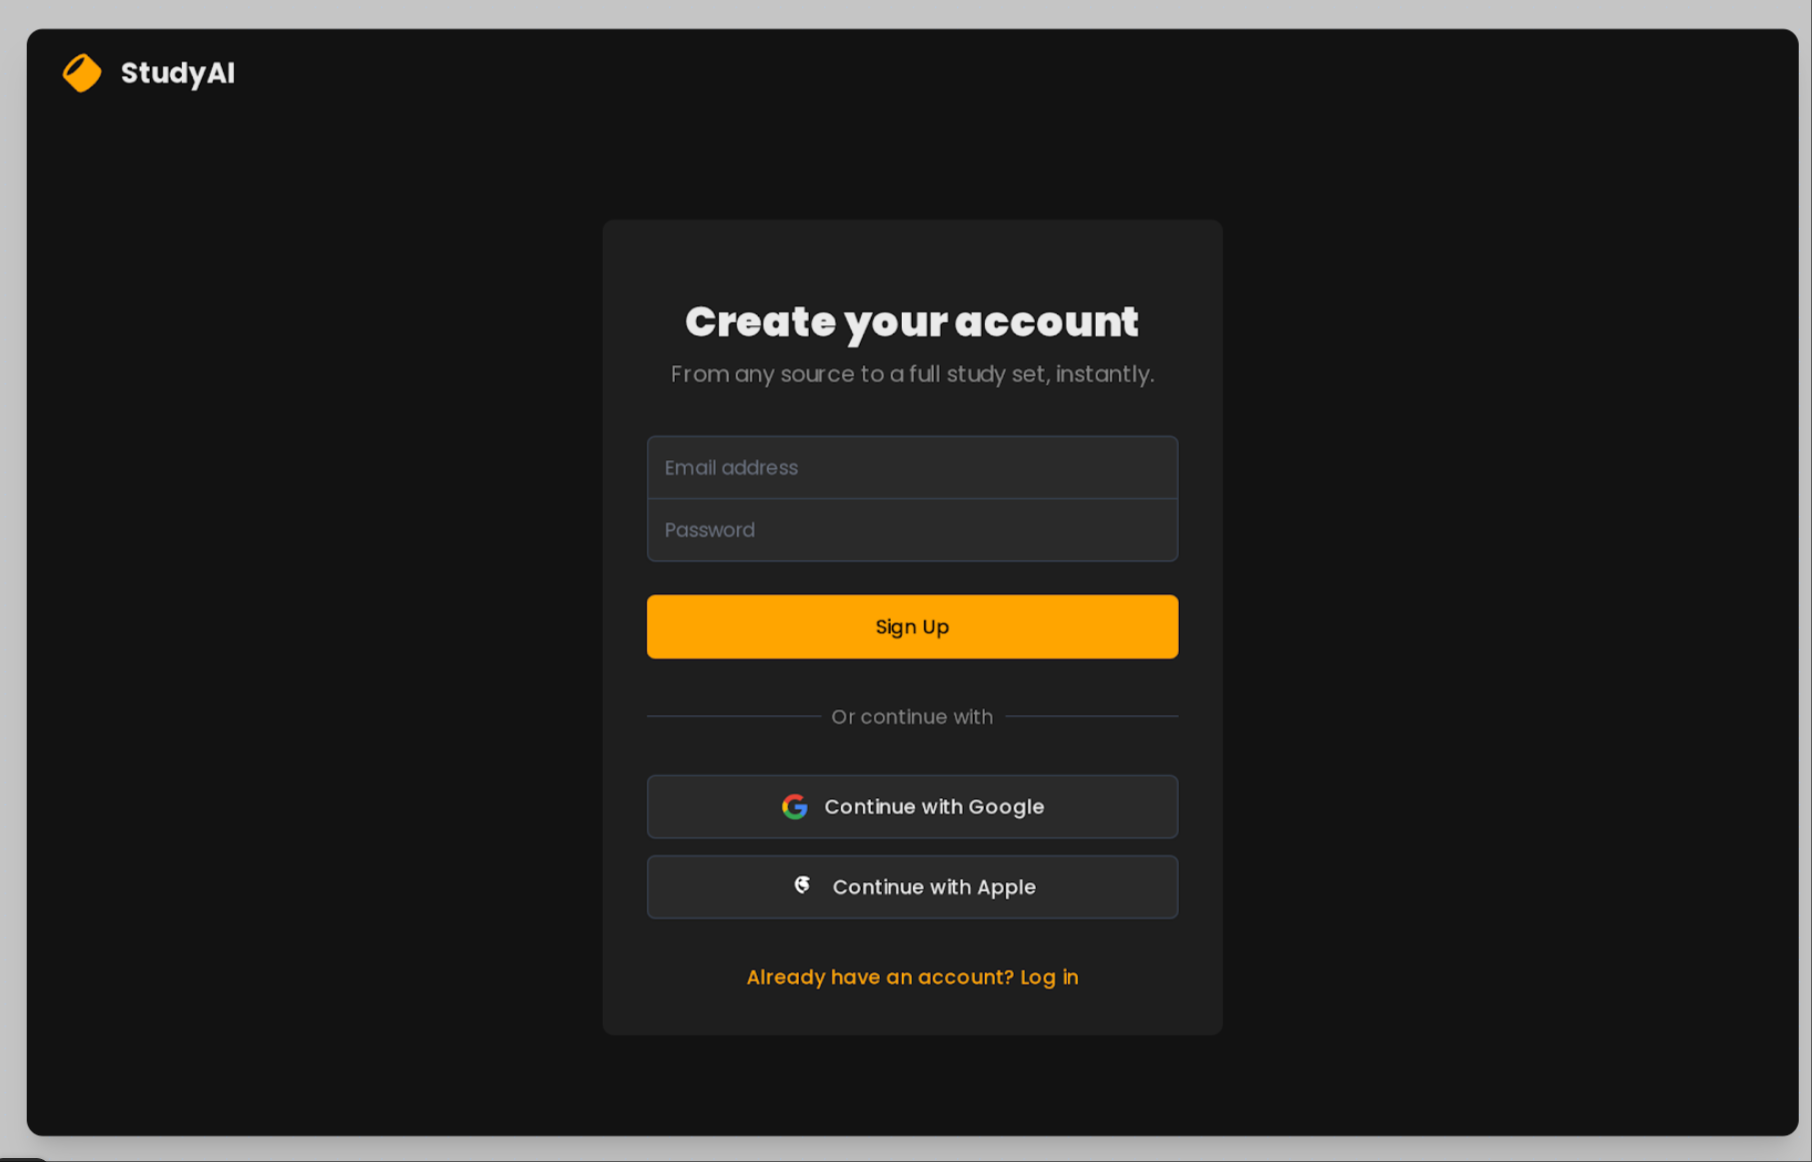 StudyAI
Create your account
From any source to a full study set, instantly.
Email address
Password
Sign Up
Or continue with
Continue with Google
Continue with Apple
Already have an account? Log in